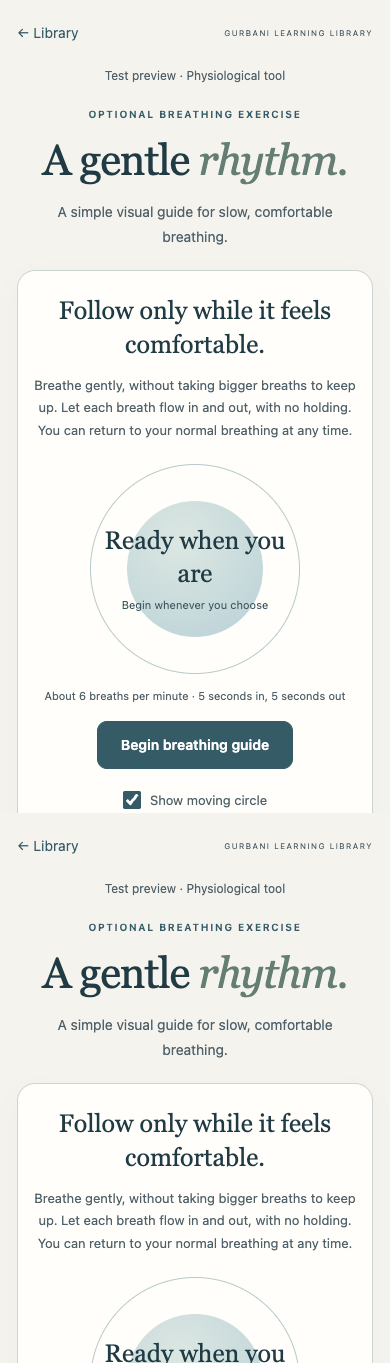 ← Library
GURBANI LEARNING LIBRARY
Test preview · Physiological tool
OPTIONAL BREATHING EXERCISE
A gentle rhythm.
A simple visual guide for slow, comfortable
breathing.
Follow only while it feels
comfortable.
Breathe gently, without taking bigger breaths to keep
up. Let each breath flow in and out, with no holding.
You can return to your normal breathing at any time.
Ready when you
are
Begin whenever you choose
About 6 breaths per minute · 5 seconds in, 5 seconds out
Begin breathing guide
Show moving circle
← Library
GURBANI LEARNING LIBRARY
Test preview · Physiological tool
OPTIONAL BREATHING EXERCISE
A gentle rhythm.
A simple visual guide for slow, comfortable
breathing.
Follow only while it feels
comfortable.
Breathe gently, without taking bigger breaths to keep
up. Let each breath flow in and out, with no holding.
You can return to your normal breathing at any time.
Ready when you